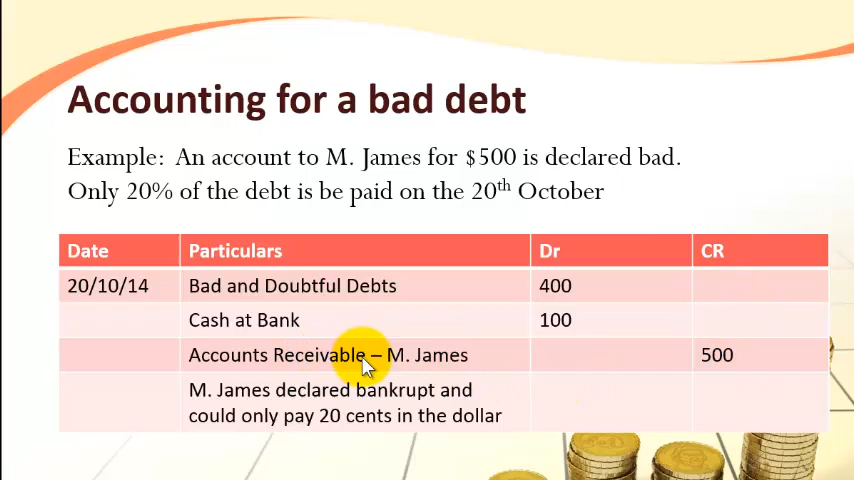 Accounting for a bad debt
Example: An account to M. James for $500 is declared bad.
Only 20% of the debt is be paid on the 20th October
Date Particulars Dr CR
20/10/14 Bad and Doubtful Debts 400
Cash at Bank 100
Accounts Receivable – M. James 500
M. James declared bankrupt and
could only pay 20 cents in the dollar